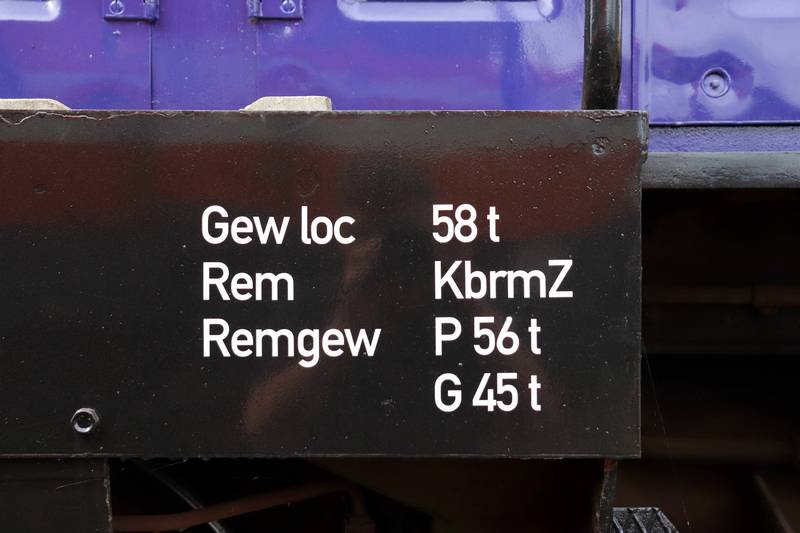 Gew loc 58 t
Rem KbrmZ
Remgew P 56 t
G 45 t